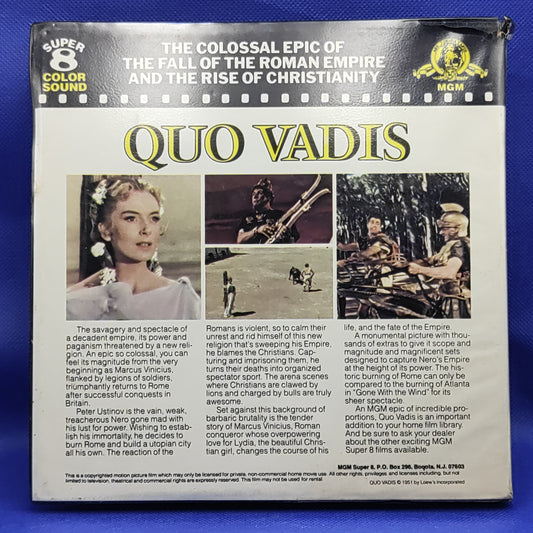 SUPER
8
COLOR
SOUND
THE COLOSSAL EPIC OF
THE FALL OF THE ROMAN EMPIRE
AND THE RISE OF CHRISTIANITY
MGM
QUO VADIS
The savagery and spectacle of
a decadent empire, its power and
paganism threatened by a new reli-
gion. An epic so colossal, you can
feel its magnitude from the very
beginning as Marcus Vinicius,
flanked by legions of soldiers,
triumphantly returns to Rome
after successful conquests in
Britain.
Peter Ustinov is the vain, weak,
treacherous Nero gone mad with
his lust for power. Wishing to estab-
lish his immortality, he decides to
burn Rome and build a utopian city
all his own. The reaction of the
Romans is violent, so to calm their
unrest and rid himself of this new
religion that's sweeping his Empire,
he blames the Christians. Cap-
turing and imprisoning them, he
turns their deaths into organized
spectator sport. The arena scenes
where Christians are clawed by
lions and charged by bulls are truly
awesome.
Set against this background of
barbaric brutality is the tender
story of Marcus Vinicius, Roman
conqueror whose overpowering
love for Lydia, the beautiful Chris-
tian girl, changes the course of his
life, and the fate of the Empire.
A monumental picture with thou-
sands of extras to give it scope and
magnitude and magnificent sets
designed to capture Nero's Empire
at the height of its power. The his-
toric burning of Rome can only be
compared to the burning of Atlanta
in "Gone With the Wind" for its
sheer spectacle.
An MGM epic of incredible pro-
portions, Quo Vadis is an important
addition to your home film library.
And be sure to ask your dealer
about the other exciting MGM
Super 8 films available.
MGM Super 8, P.O. Box 296, Bogota, N.J. 07603
This is a copyrighted motion picture film which may only be licensed for private, non-commercial home movie use. All other rights, privileges and licenses including, but not
limited to television, theatrical and commercial rights are expressly reserved. This film may not be used for rental
QUO VADIS © 1951 by Loew's Incorporated